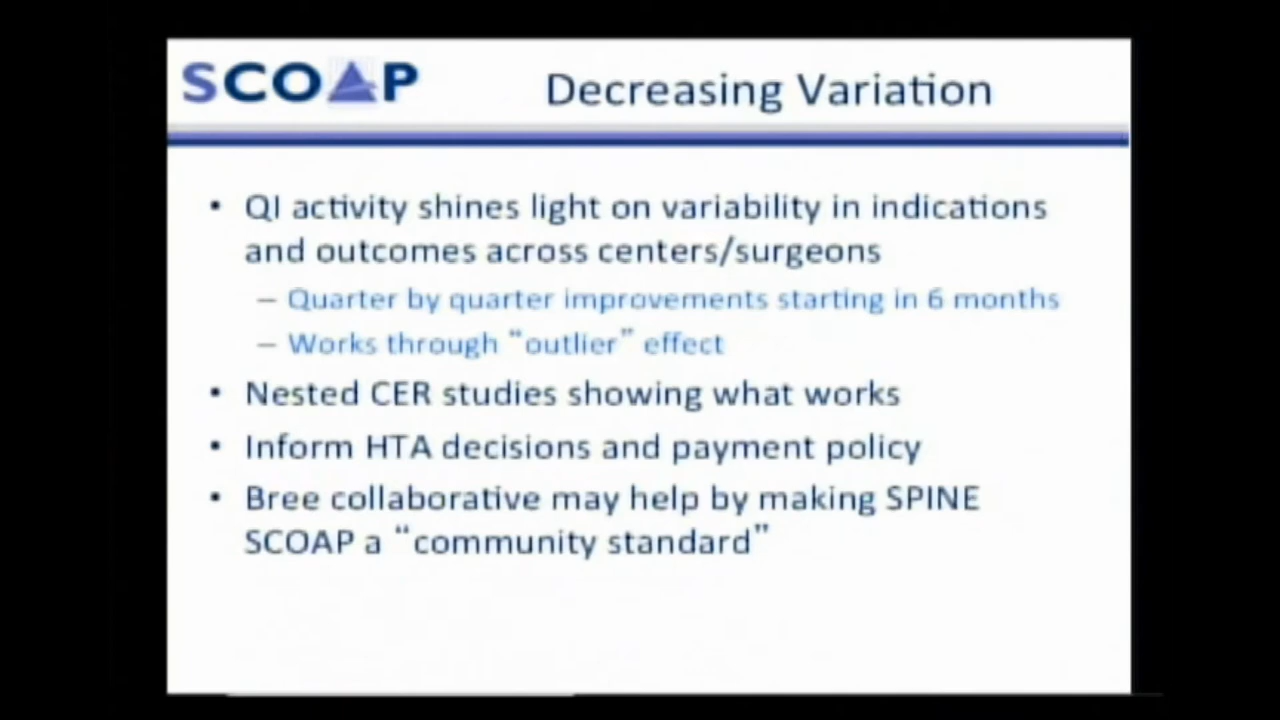 SCOAP
Decreasing Variation
• QI activity shines light on variability in indications
and outcomes across centers/surgeons
– Quarter by quarter improvements starting in 6 months
– Works through “outlier” effect
• Nested CER studies showing what works
• Inform HTA decisions and payment policy
• Bree collaborative may help by making SPINE
SCOAP a “community standard”